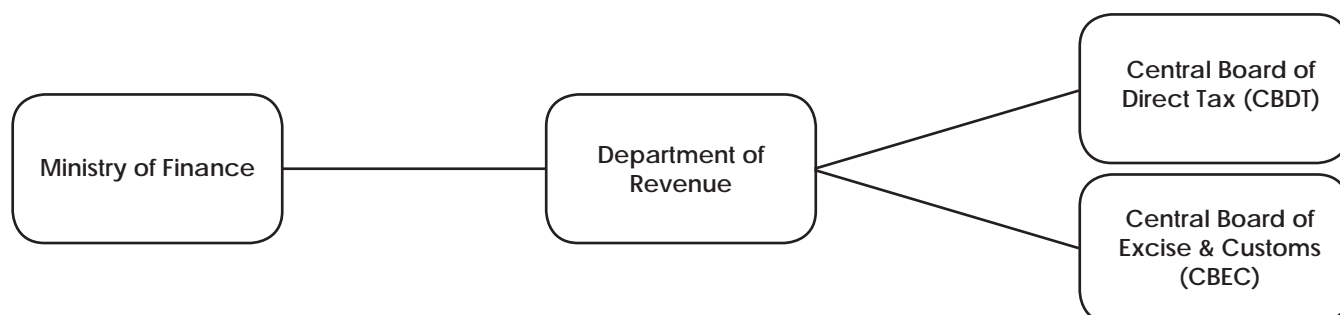 Ministry of Finance
Department of
Revenue
Central Board of
Direct Tax (CBDT)
Central Board of
Excise & Customs
(CBEC)